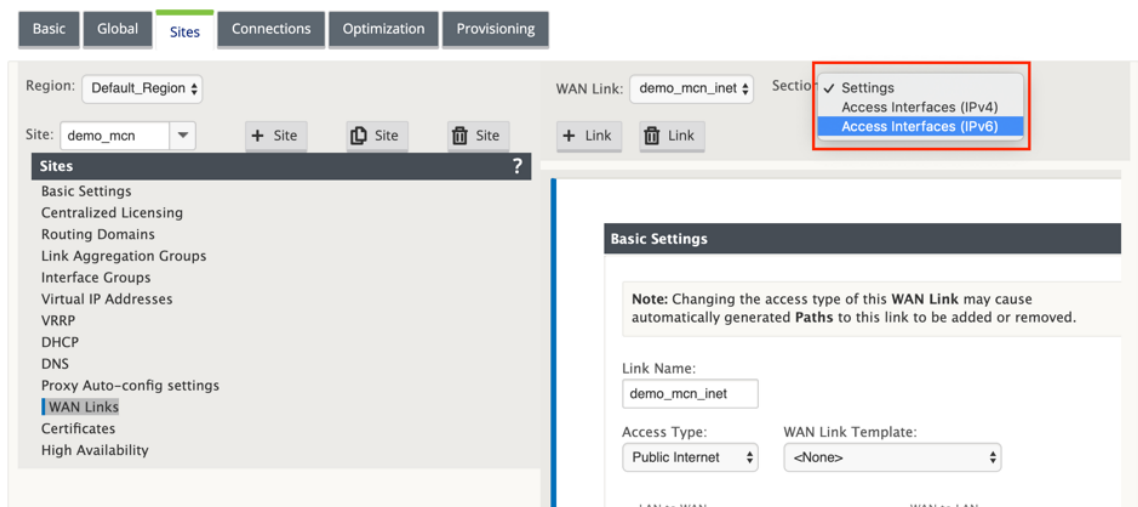 Basic Global Sites Connections Optimization Provisioning
Region: Default_Region
WAN Link: demo_mcn_inet Section
✓ Settings
Access Interfaces (IPv4)
Access Interfaces (IPv6)
Site: demo_mcn + Site Site Site
+ Link Link
Sites ?
Basic Settings
Centralized Licensing
Routing Domains
Link Aggregation Groups
Interface Groups
Virtual IP Addresses
VRRP
DHCP
DNS
Proxy Auto-config settings
WAN Links
Certificates
High Availability
Basic Settings
Note: Changing the access type of this WAN Link may cause
automatically generated Paths to this link to be added or removed.
Link Name:
demo_mcn_inet
Access Type: WAN Link Template:
Public Internet <None>